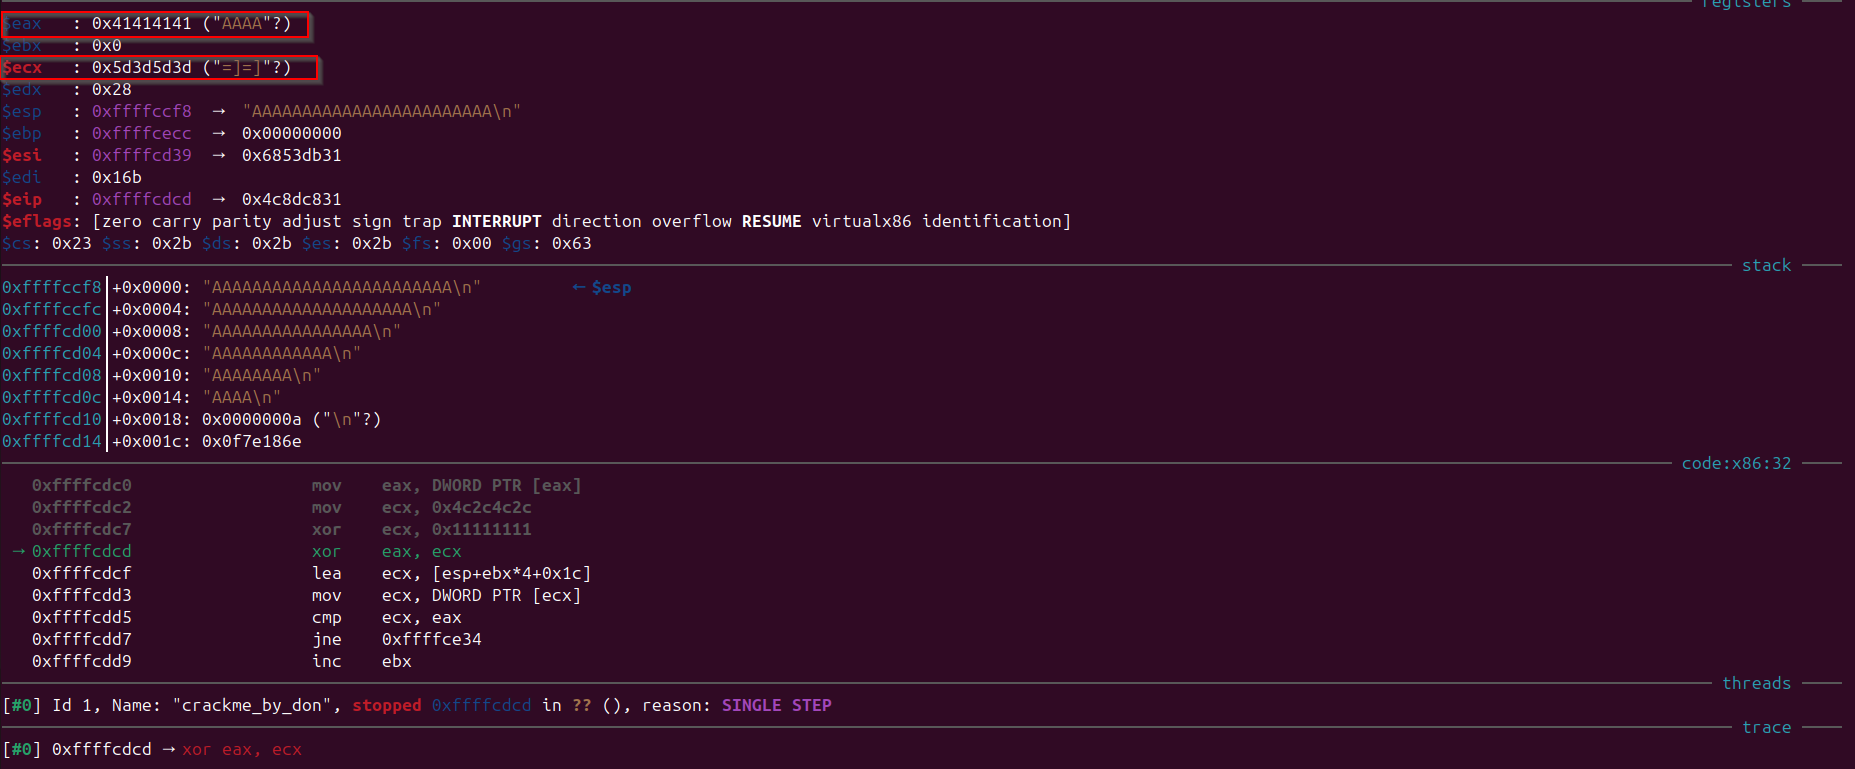 registers
$eax   : 0x41414141 ("AAAA"?)
$ebx   : 0x0
$ecx   : 0x5d3d5d3d ("=]=]"?)
$edx   : 0x28
$esp   : 0xffffccf8  →  "AAAAAAAAAAAAAAAAAAAAAAAA\n"
$ebp   : 0xffffcecc  →  0x00000000
$esi   : 0xffffcd39  →  0x6853db31
$edi   : 0x16b
$eip   : 0xffffcdcd  →  0x4c8dc831
$eflags: [zero carry parity adjust sign trap INTERRUPT direction overflow RESUME virtualx86 identification]
$cs: 0x23 $ss: 0x2b $ds: 0x2b $es: 0x2b $fs: 0x00 $gs: 0x63
stack
0xffffccf8│+0x0000: "AAAAAAAAAAAAAAAAAAAAAAAA\n"         ← $esp
0xffffccfc│+0x0004: "AAAAAAAAAAAAAAAAAAAA\n"
0xffffcd00│+0x0008: "AAAAAAAAAAAAAAAA\n"
0xffffcd04│+0x000c: "AAAAAAAAAAAA\n"
0xffffcd08│+0x0010: "AAAAAAAA\n"
0xffffcd0c│+0x0014: "AAAA\n"
0xffffcd10│+0x0018: 0x0000000a ("\n"?)
0xffffcd14│+0x001c: 0x0f7e186e
code:x86:32
0xffffcdc0                  mov    eax, DWORD PTR [eax]
0xffffcdc2                  mov    ecx, 0x4c2c4c2c
0xffffcdc7                  xor    ecx, 0x11111111
→ 0xffffcdcd                  xor    eax, ecx
0xffffcdcf                  lea    ecx, [esp+ebx*4+0x1c]
0xffffcdd3                  mov    ecx, DWORD PTR [ecx]
0xffffcdd5                  cmp    ecx, eax
0xffffcdd7                  jne    0xffffce34
0xffffcdd9                  inc    ebx
threads
[#0] Id 1, Name: "crackme_by_don", stopped 0xffffcdcd in ?? (), reason: SINGLE STEP
trace
[#0] 0xffffcdcd → xor eax, ecx